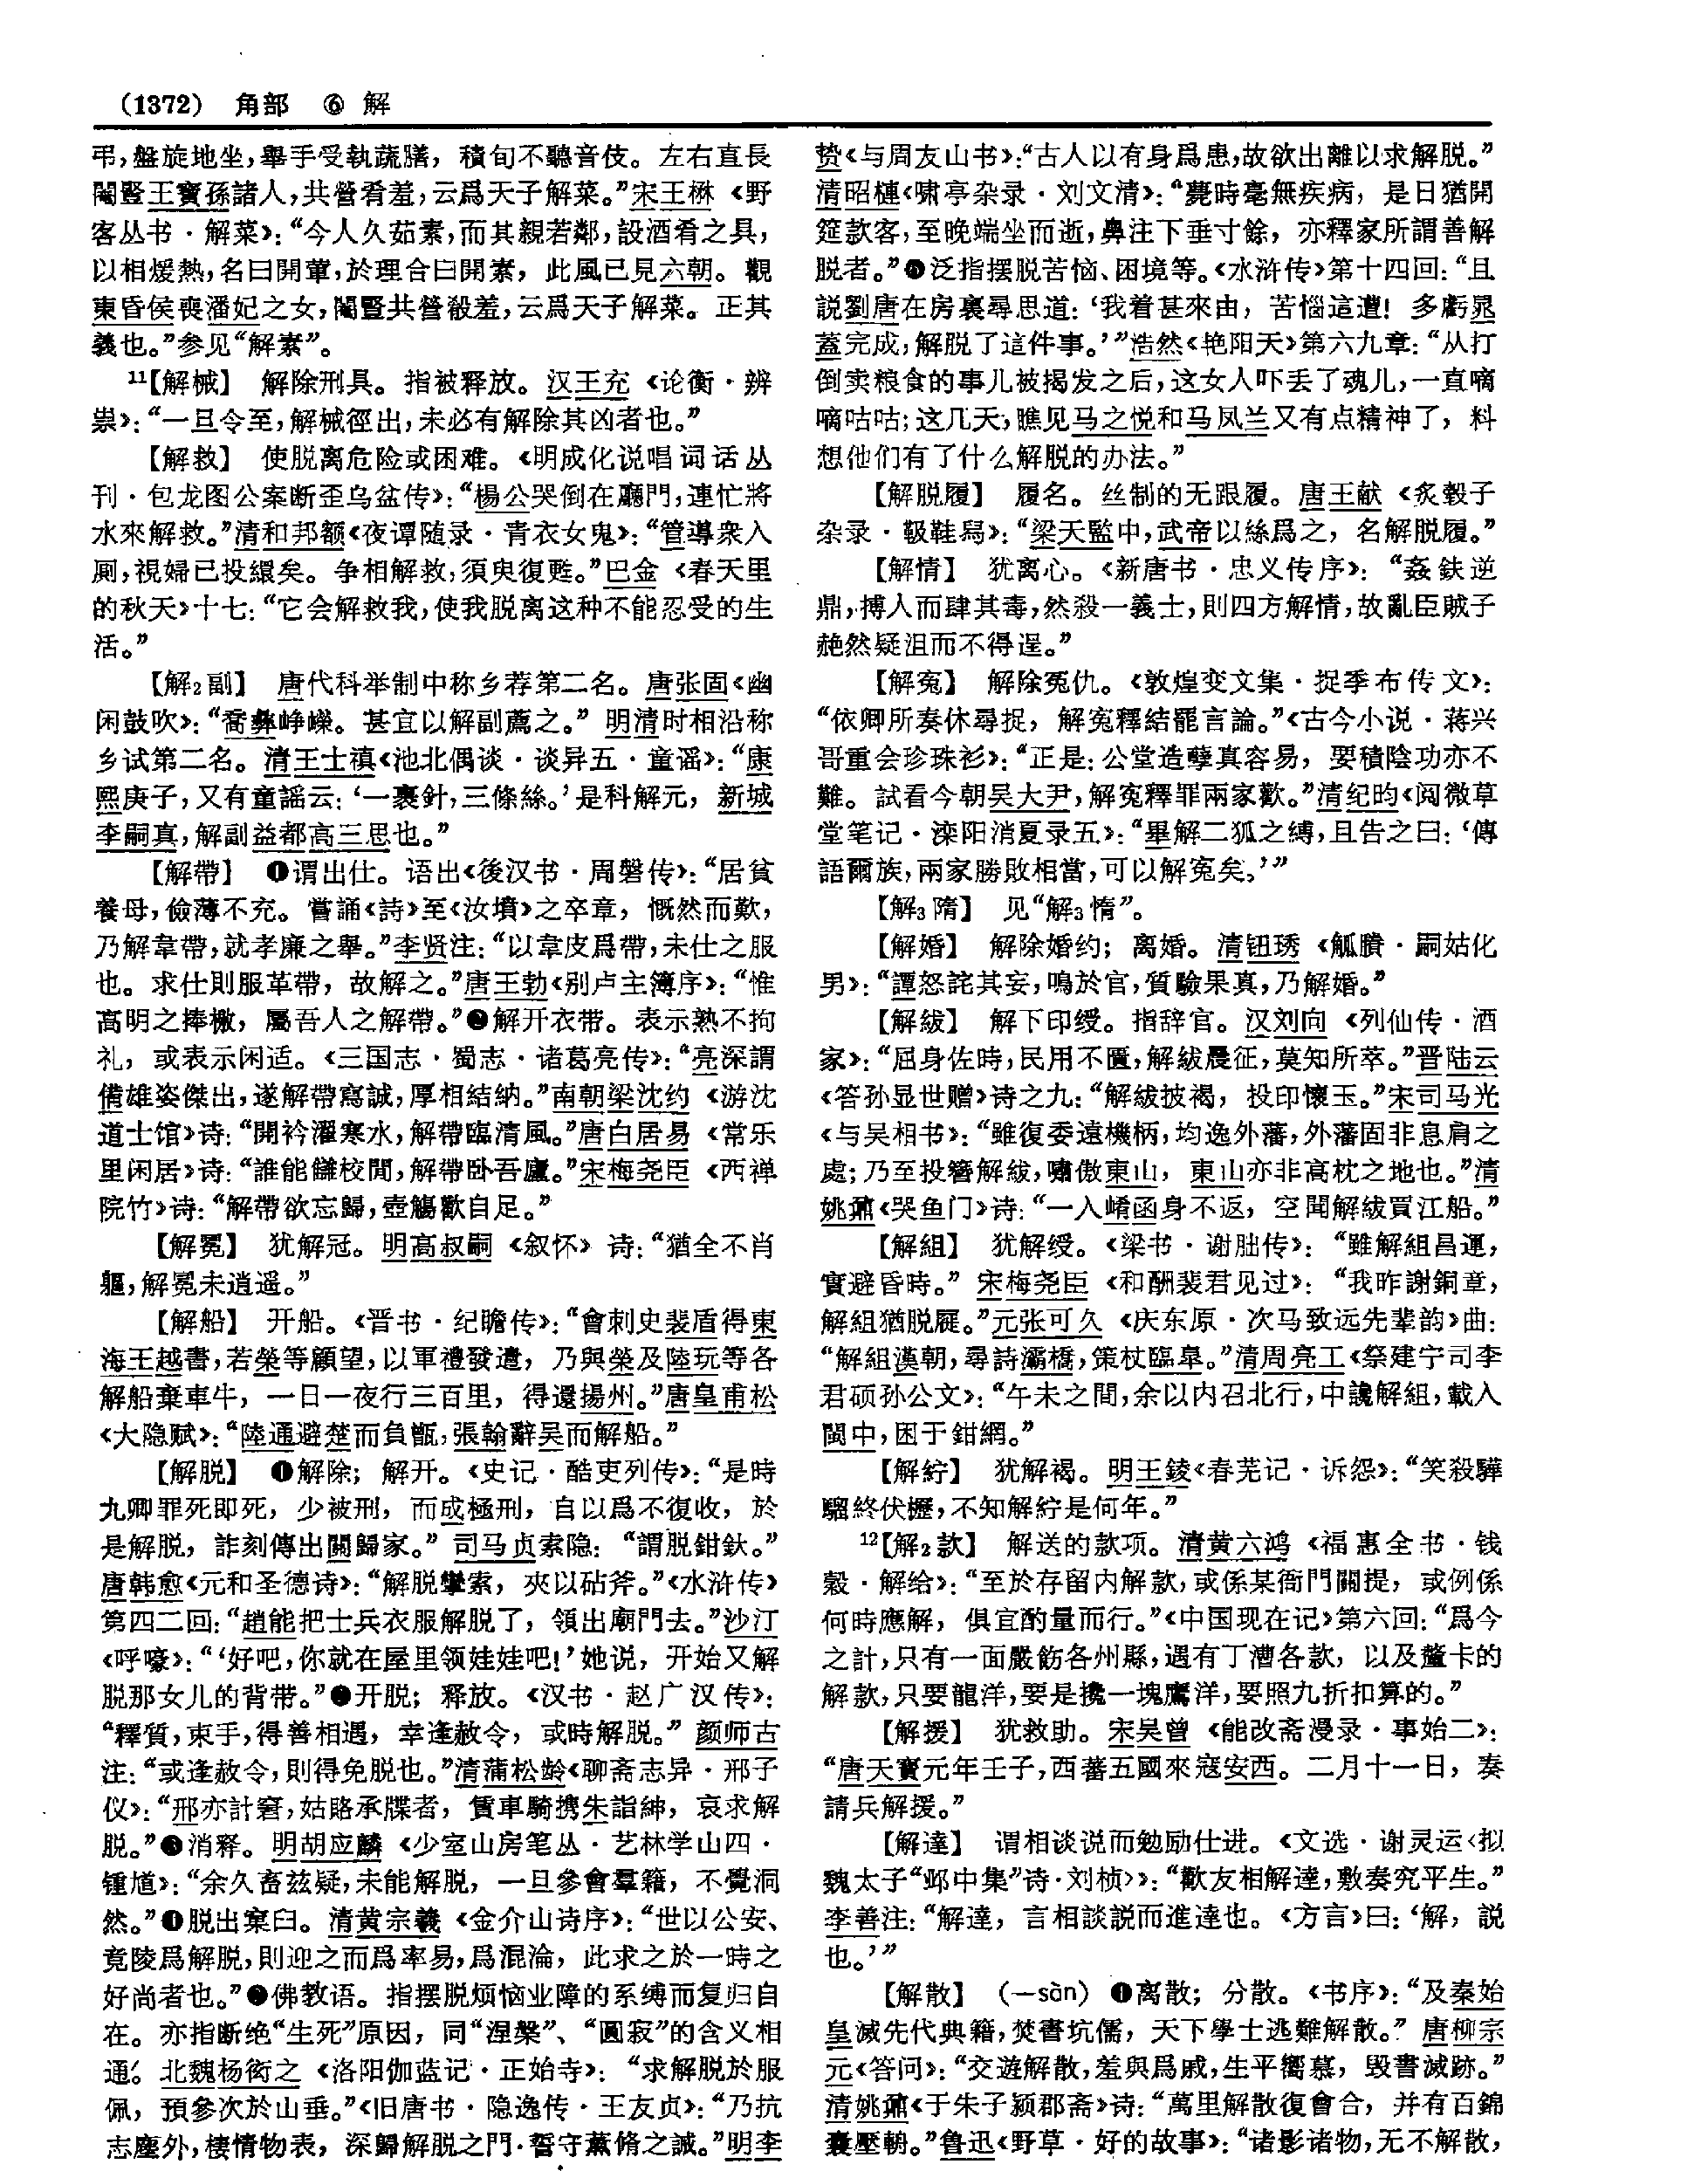 (1372) 角部 ⑥ 解
弔，盤旋地坐，舉手受執蔬膳，積旬不聽音伎。左右直長
閹豎王寶孫諸人，共營肴羞，云爲天子解菜。”宋王楙《野
客丛书·解菜》：“今人久茹素，而其親若鄰，設酒肴之具，
以相煖熱，名曰開葷，於理合曰開素，此風已見六朝。觀
東昏侯喪潘妃之女，閹豎共營殽羞，云爲天子解菜。正其
義也。”参见“解素”。
11【解械】 解除刑具。指被释放。汉王充《论衡·辨
祟》：“一旦令至，解械徑出，未必有解除其凶者也。”
【解救】 使脱离危险或困难。《明成化说唱词话丛
刊·包龙图公案断歪乌盆传》：“楊公哭倒在廳門，連忙將
水來解救。”清和邦额《夜谭随录·青衣女鬼》：“管導衆入
厠，視婦已投繯矣。争相解救，須臾復甦。”巴金《春天里
的秋天》十七：“它会解救我，使我脱离这种不能忍受的生
活。”
【解2副】 唐代科举制中称乡荐第二名。唐张固《幽
闲鼓吹》：“喬彝峥嶸。甚宜以解副薦之。”明清时相沿称
乡试第二名。清王士禛《池北偶谈·谈异五·童谣》：“康
熙庚子，又有童謡云：‘一裹針，三條絲。’是科解元，新城
李嗣真，解副益都高三思也。”
【解帶】 ❶谓出仕。语出《後汉书·周磐传》：“居貧
養母，儉薄不充。嘗誦《詩》至《汝墳》之卒章，慨然而歎，
乃解韋帶，就孝廉之舉。”李贤注：“以韋皮爲帶，未仕之服
也。求仕則服革帶，故解之。”唐王勃《别卢主簿序》：“惟
高明之捧檄，屬吾人之解帶。”❷解开衣带。表示熟不拘
礼，或表示闲适。《三国志·蜀志·诸葛亮传》：“亮深謂
備雄姿傑出，遂解帶寫誠，厚相結納。”南朝梁沈约《游沈
道士馆》诗：“開衿濯寒水，解帶臨清風。”唐白居易《常乐
里闲居》诗：“誰能讎校閒，解帶卧吾廬。”宋梅尧臣《西禅
院竹》诗：“解帶欲忘歸，壺觴歡自足。”
【解冕】 犹解冠。明高叔嗣《叙怀》诗：“猶全不肖
軀，解冕未逍遥。”
【解船】 开船。《晋书·纪瞻传》：“會刺史裴盾得東
海王越書，若榮等顧望，以軍禮發遣，乃與榮及陸玩等各
解船棄車牛，一日一夜行三百里，得還揚州。”唐皇甫松
《大隐赋》：“陸通避楚而負甑，張翰辭吴而解船。”
【解脱】 ❶解除；解开。《史记·酷吏列传》：“是時
九卿罪死即死，少被刑，而成極刑，自以爲不復收，於
是解脱，詐刻傳出關歸家。”司马贞索隐：“謂脱鉗釱。”
唐韩愈《元和圣德诗》：“解脱攣索，夾以砧斧。”《水浒传》
第四二回：“趙能把士兵衣服解脱了，領出廟門去。”沙汀
《呼嚎》：“‘好吧，你就在屋里领娃娃吧！’她说，开始又解
脱那女儿的背带。”❷开脱；释放。《汉书·赵广汉传》：
“釋質，束手，得善相遇，幸逢赦令，或時解脱。”颜师古
注：“或逢赦令，則得免脱也。”清蒲松龄《聊斋志异·邢子
仪》：“邢亦計窘，姑賂承牒者，賃車騎携朱詣紳，哀求解
脱。”❸消释。明胡应麟《少室山房笔丛·艺林学山四·
锺馗》：“余久畜兹疑，未能解脱，一旦參會羣籍，不覺洞
然。”❹脱出窠臼。清黄宗羲《金介山诗序》：“世以公安、
竟陵爲解脱，則迎之而爲率易，爲混淪，此求之於一時之
好尚者也。”❺佛教语。指摆脱烦恼业障的系缚而复归自
在。亦指断绝“生死”原因，同“涅槃”、“圆寂”的含义相
通。北魏杨衒之《洛阳伽蓝记·正始寺》：“求解脱於服
佩，預參次於山垂。”《旧唐书·隐逸传·王友贞》：“乃抗
志塵外，棲情物表，深歸解脱之門，誓守薰脩之誡。”明李
贽《与周友山书》：“古人以有身爲患，故欲出離以求解脱。”
清昭槤《啸亭杂录·刘文清》：“薨時毫無疾病，是日猶開
筵款客，至晚端坐而逝，鼻注下垂寸餘，亦釋家所謂善解
脱者。”❻泛指摆脱苦恼、困境等。《水浒传》第十四回：“且
説劉唐在房裏尋思道：‘我着甚來由，苦惱這遭！多虧晁
蓋完成，解脱了這件事。’”浩然《艳阳天》第六九章：“从打
倒卖粮食的事儿被揭发之后，这女人吓丢了魂儿，一直嘀
嘀咕咕；这几天，瞧见马之悦和马凤兰又有点精神了，料
想他们有了什么解脱的办法。”
【解脱履】 履名。丝制的无跟履。唐王献《炙毂子
杂录·靸鞋舄》：“梁天監中，武帝以絲爲之，名解脱履。”
【解情】 犹离心。《新唐书·忠义传序》：“姦鈇逆
鼎，搏人而肆其毒，然殺一義士，則四方解情，故亂臣賊子
赩然疑沮而不得逞。”
【解寃】 解除冤仇。《敦煌变文集·捉季布传文》：
“依卿所奏休尋捉，解寃釋結罷言論。”《古今小说·蒋兴
哥重会珍珠衫》：“正是：公堂造孽真容易，要積陰功亦不
難。試看今朝吴大尹，解寃釋罪兩家歡。”清纪昀《阅微草
堂笔记·滦阳消夏录五》：“畢解二狐之縛，且告之曰：‘傳
語爾族，兩家勝敗相當，可以解寃矣。’”
【解3隋】 见“解3惰”。
【解婚】 解除婚约；离婚。清钮琇《觚賸·嗣姑化
男》：“譚怒詫其妄，鳴於官，質驗果真，乃解婚。”
【解紱】 解下印绶。指辞官。汉刘向《列仙传·酒
家》：“屈身佐時，民用不匱，解紱晨征，莫知所萃。”晋陆云
《答孙显世赠》诗之九：“解紱披褐，投印懷玉。”宋司马光
《与吴相书》：“雖復委遠機柄，均逸外藩，外藩固非息肩之
處；乃至投簪解紱，嘯傲東山，東山亦非高枕之地也。”清
姚鼐《哭鱼门》诗：“一入崤函身不返，空聞解紱買江船。”
【解組】 犹解绶。《梁书·谢朏传》：“雖解組昌運，
實避昏時。”宋梅尧臣《和酬裴君见过》：“我昨謝銅章，
解組猶脱屣。”元张可久《庆东原·次马致远先辈韵》曲：
“解組漢朝，尋詩灞橋，策杖臨皋。”清周亮工《祭建宁司李
君硕孙公文》：“午未之間，余以内召北行，中讒解組，載入
閩中，困于鉗網。”
【解紵】 犹解褐。明王錂《春芜记·诉怨》：“笑殺驊
騮終伏櫪，不知解紵是何年。”
12【解2款】 解送的款项。清黄六鸿《福惠全书·钱
穀·解给》：“至於存留内解款，或係某衙門關提，或例係
何時應解，俱宜酌量而行。”《中国现在记》第六回：“爲今
之計，只有一面嚴飭各州縣，遇有丁漕各款，以及釐卡的
解款，只要龍洋，要是攙一塊鷹洋，要照九折扣算的。”
【解援】 犹救助。宋吴曾《能改斋漫录·事始二》：
“唐天寶元年壬子，西蕃五國來寇安西。二月十一日，奏
請兵解援。”
【解達】 谓相谈说而勉励仕进。《文选·谢灵运〈拟
魏太子“邺中集”诗·刘桢〉》：“歡友相解達，敷奏究平生。”
李善注：“解達，言相談説而進達也。《方言》曰：‘解，説
也。’”
【解散】 （—sàn） ❶离散；分散。《书序》：“及秦始
皇滅先代典籍，焚書坑儒，天下學士逃難解散。”唐柳宗
元《答问》：“交遊解散，羞與爲戚，生平嚮慕，毁書滅跡。”
清姚鼐《于朱子颍郡斋》诗：“萬里解散復會合，并有百錦
囊壓鞘。”鲁迅《野草·好的故事》：“诸影诸物，无不解散，